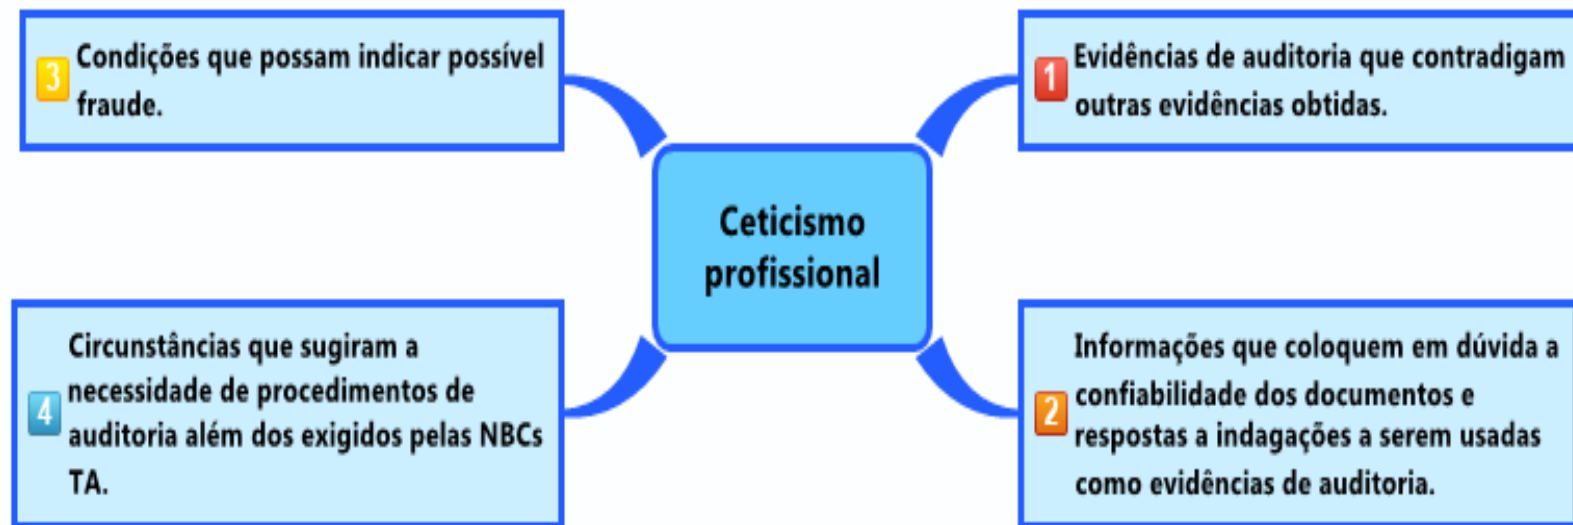 3
Condições que possam indicar possível
fraude.
1
Evidências de auditoria que contradigam
outras evidências obtidas.
Ceticismo
profissional
4
Circunstâncias que sugiram a
necessidade de procedimentos de
auditoria além dos exigidos pelas NBCs
TA.
2
Informações que coloquem em dúvida a
confiabilidade dos documentos e
respostas a indagações a serem usadas
como evidências de auditoria.